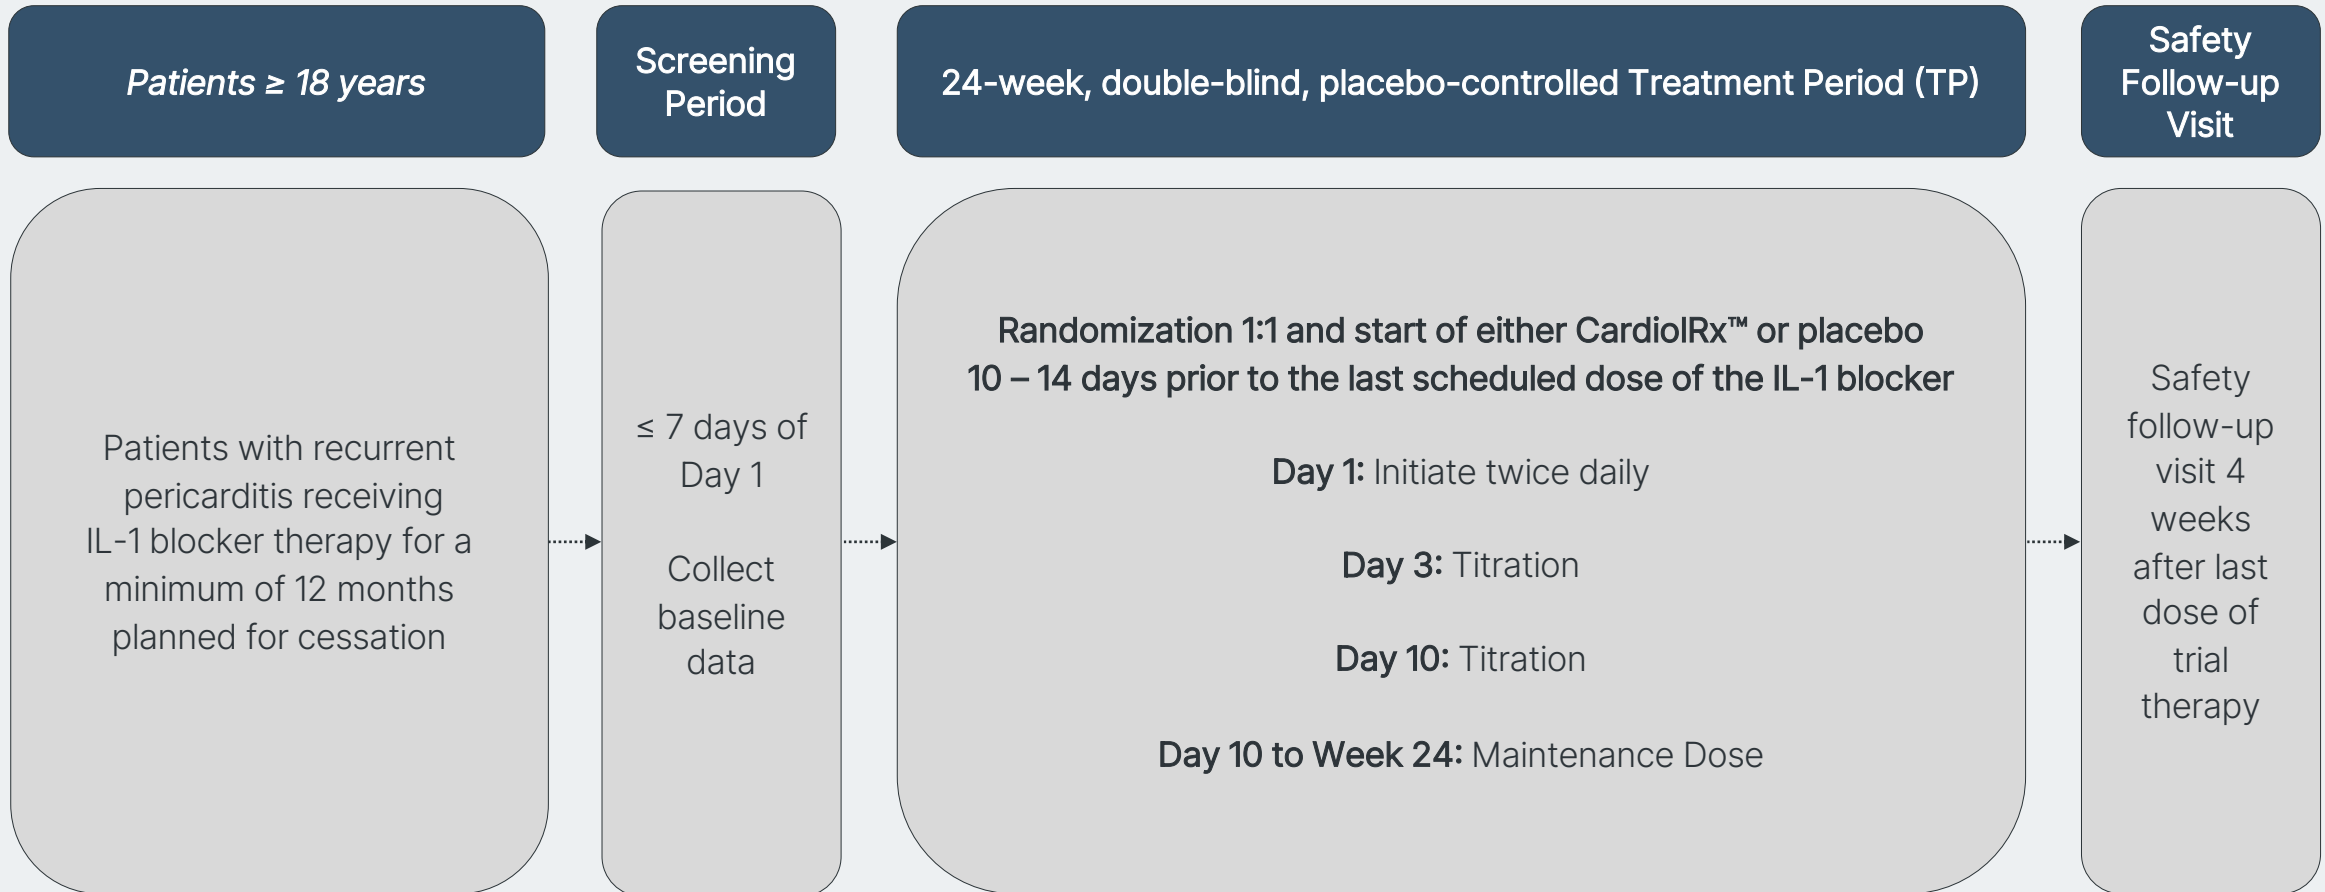 Patients ≥ 18 years
Screening
Period
24-week, double-blind, placebo-controlled Treatment Period (TP)
Safety
Follow-up
Visit
Patients with recurrent
pericarditis receiving
IL-1 blocker therapy for a
minimum of 12 months
planned for cessation
≤ 7 days of
Day 1
Collect
baseline
data
Randomization 1:1 and start of either CardiolRx™ or placebo
10 – 14 days prior to the last scheduled dose of the IL-1 blocker
Day 1: Initiate twice daily
Day 3: Titration
Day 10: Titration
Day 10 to Week 24: Maintenance Dose
Safety
follow-up
visit 4
weeks
after last
dose of
trial
therapy